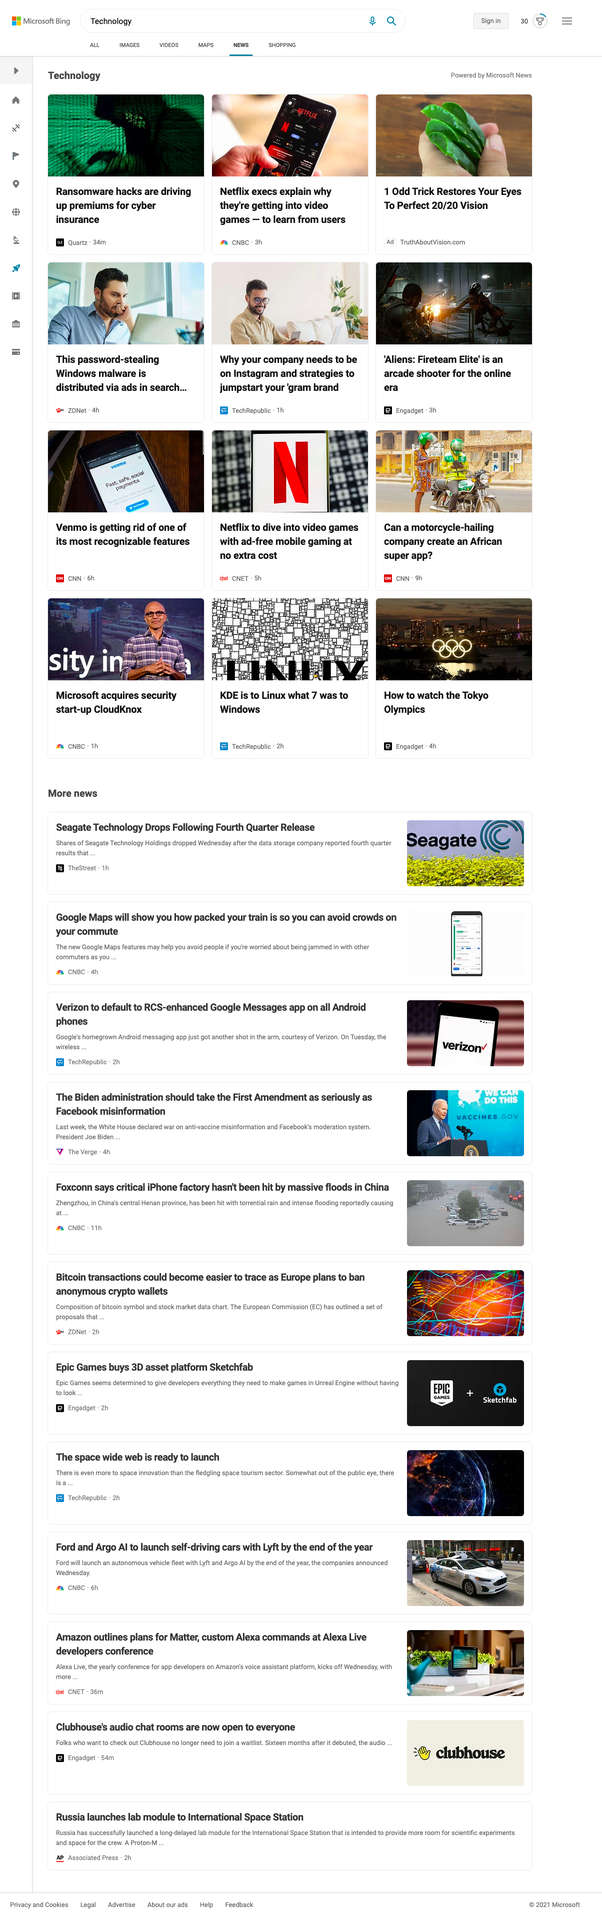 Microsoft Bing
Technology
Sign in
30
ALL
IMAGES
VIDEOS
MAPS
NEWS
SHOPPING
Technology
Powered by Microsoft News
NETFLIX
Ransomware hacks are driving
up premiums for cyber
insurance
Quartz · 34m
Netflix execs explain why
they're getting into video
games — to learn from users
CNBC · 3h
1 Odd Trick Restores Your Eyes
To Perfect 20/20 Vision
Ad TruthAboutVision.com
This password-stealing
Windows malware is
distributed via ads in search...
ZDNet · 4h
Why your company needs to be
on Instagram and strategies to
jumpstart your 'gram brand
TechRepublic · 1h
'Aliens: Fireteam Elite' is an
arcade shooter for the online
era
Engadget · 3h
venmo
Fast, safe, social
payments
N
Venmo is getting rid of one of
its most recognizable features
CNN · 6h
Netflix to dive into video games
with ad-free mobile gaming at
no extra cost
CNET · 5h
Can a motorcycle-hailing
company create an African
super app?
CNN · 9h
sity in a
LINUX
Microsoft acquires security
start-up CloudKnox
CNBC · 1h
KDE is to Linux what 7 was to
Windows
TechRepublic · 2h
How to watch the Tokyo
Olympics
Engadget · 4h
More news
Seagate Technology Drops Following Fourth Quarter Release
Shares of Seagate Technology Holdings dropped Wednesday after the data storage company reported fourth quarter
results that ...
TheStreet · 1h
Seagate
Google Maps will show you how packed your train is so you can avoid crowds on
your commute
The new Google Maps features may help you avoid people if you're worried about being jammed in with other
commuters as you ...
CNBC · 4h
Verizon to default to RCS-enhanced Google Messages app on all Android
phones
Google's homegrown Android messaging app just got another shot in the arm, courtesy of Verizon. On Tuesday, the
wireless ...
TechRepublic · 2h
verizon✓
The Biden administration should take the First Amendment as seriously as
Facebook misinformation
Last week, the White House declared war on anti-vaccine misinformation and Facebook's moderation system.
President Joe Biden ...
The Verge · 4h
WE CAN
DO THIS
VACCINES.GOV
Foxconn says critical iPhone factory hasn't been hit by massive floods in China
Zhengzhou, in China's central Henan province, has been hit with torrential rain and intense flooding reportedly causing
at ...
CNBC · 11h
Bitcoin transactions could become easier to trace as Europe plans to ban
anonymous crypto wallets
Composition of bitcoin symbol and stock market data chart. The European Commission (EC) has outlined a set of
proposals that ...
ZDNet · 2h
Epic Games buys 3D asset platform Sketchfab
Epic Games seems determined to give developers everything they need to make games in Unreal Engine without having
to look ...
Engadget · 2h
EPIC
GAMES
+
Sketchfab
The space wide web is ready to launch
There is even more to space innovation than the fledgling space tourism sector. Somewhat out of the public eye, there
is a ...
TechRepublic · 2h
Ford and Argo AI to launch self-driving cars with Lyft by the end of the year
Ford will launch an autonomous vehicle fleet with Lyft and Argo AI by the end of the year, the companies announced
Wednesday.
CNBC · 6h
Amazon outlines plans for Matter, custom Alexa commands at Alexa Live
developers conference
Alexa Live, the yearly conference for app developers on Amazon's voice assistant platform, kicks off Wednesday, with
more ...
CNET · 36m
Clubhouse's audio chat rooms are now open to everyone
Folks who want to check out Clubhouse no longer need to join a waitlist. Sixteen months after it debuted, the audio ...
Engadget · 54m
clubhouse
Russia launches lab module to International Space Station
Russia has successfully launched a long-delayed lab module for the International Space Station that is intended to provide more room for scientific experiments
and space for the crew. A Proton-M ...
AP Associated Press · 2h
Privacy and Cookies
Legal
Advertise
About our ads
Help
Feedback
© 2021 Microsoft